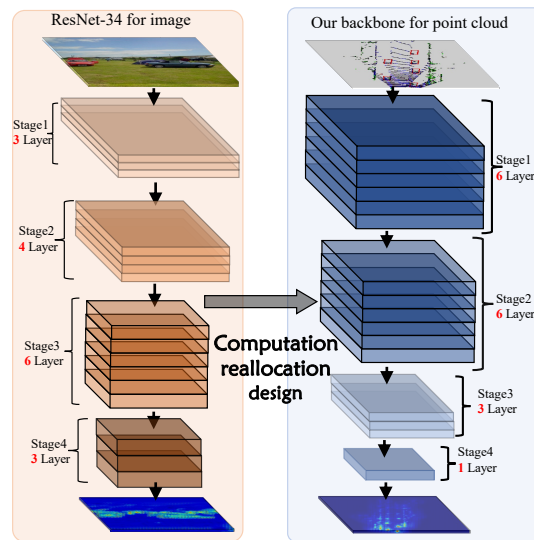 ResNet-34 for image
Stage1
3 Layer
Stage2
4 Layer
Stage3
6 Layer
Stage4
3 Layer
Computation
reallocation
design
Our backbone for point cloud
Stage1
6 Layer
Stage2
6 Layer
Stage3
3 Layer
Stage4
1 Layer